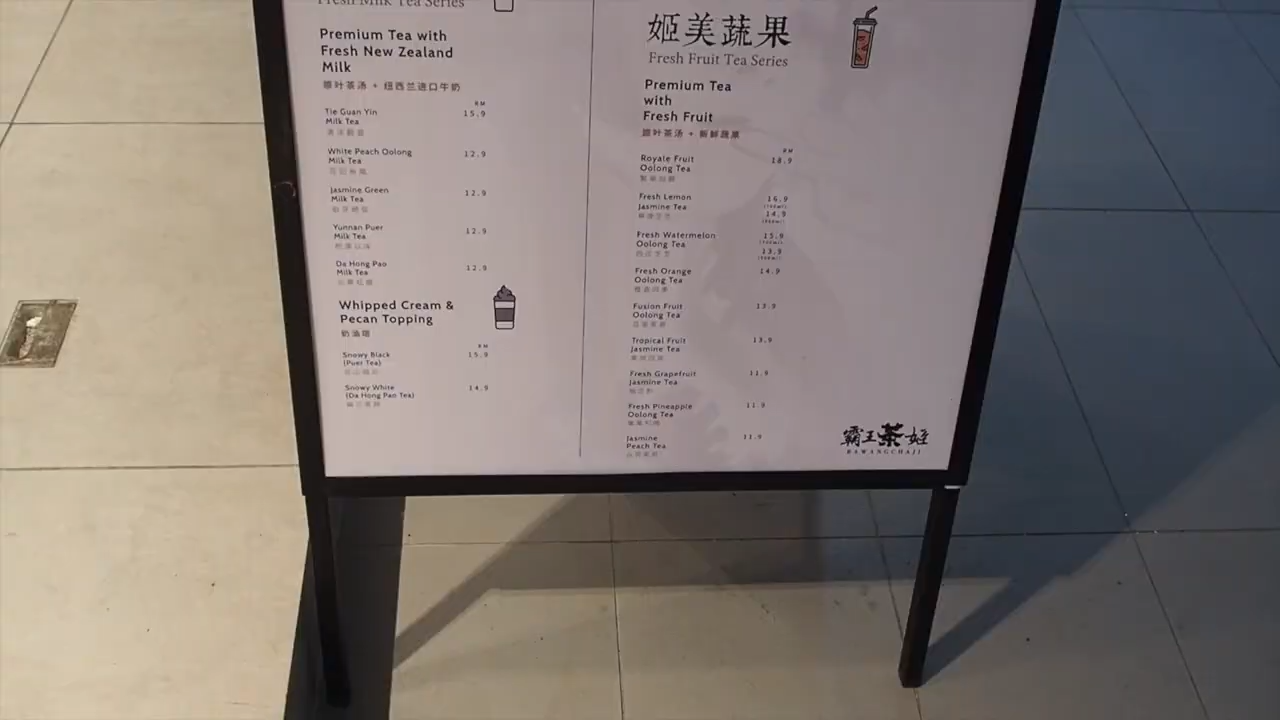 Fresh Milk Tea Series
Premium Tea with
Fresh New Zealand
Milk
原叶茶汤 + 纽西兰进口牛奶
RM
Tie Guan Yin
Milk Tea
15.9
White Peach Oolong
Milk Tea
12.9
Jasmine Green
Milk Tea
12.9
Yunnan Puer
Milk Tea
12.9
Da Hong Pao
Milk Tea
12.9
Whipped Cream &
Pecan Topping
奶油顶
RM
Snowy Black
(Puer Tea)
15.9
Snowy White
(Da Hong Pao Tea)
14.9
姬美蔬果
Fresh Fruit Tea Series
Premium Tea
with
Fresh Fruit
原叶茶汤 + 新鲜蔬果
RM
Royale Fruit
Oolong Tea
18.9
Fresh Lemon
Jasmine Tea
16.9
14.9
Fresh Watermelon
Oolong Tea
15.9
13.9
Fresh Orange
Oolong Tea
14.9
Fusion Fruit
Oolong Tea
13.9
Tropical Fruit
Jasmine Tea
13.9
Fresh Grapefruit
Jasmine Tea
11.9
Fresh Pineapple
Oolong Tea
11.9
Jasmine
Peach Tea
11.9
霸王茶姬
BAWANGCHAJI